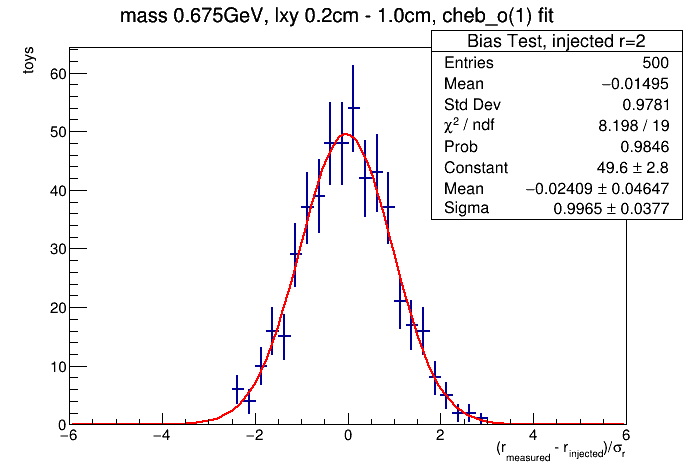 mass 0.675GeV, lxy 0.2cm - 1.0cm, cheb_o(1) fit
Bias Test, injected r=2
Entries 500
Mean −0.01495
Std Dev 0.9781
χ² / ndf 8.198 / 19
Prob 0.9846
Constant 49.6 ± 2.8
Mean −0.02409 ± 0.04647
Sigma 0.9965 ± 0.0377
toys
60
50
40
30
20
10
0
−6 −4 −2 0 2 4 6
(r_measured - r_injected)/σ_r